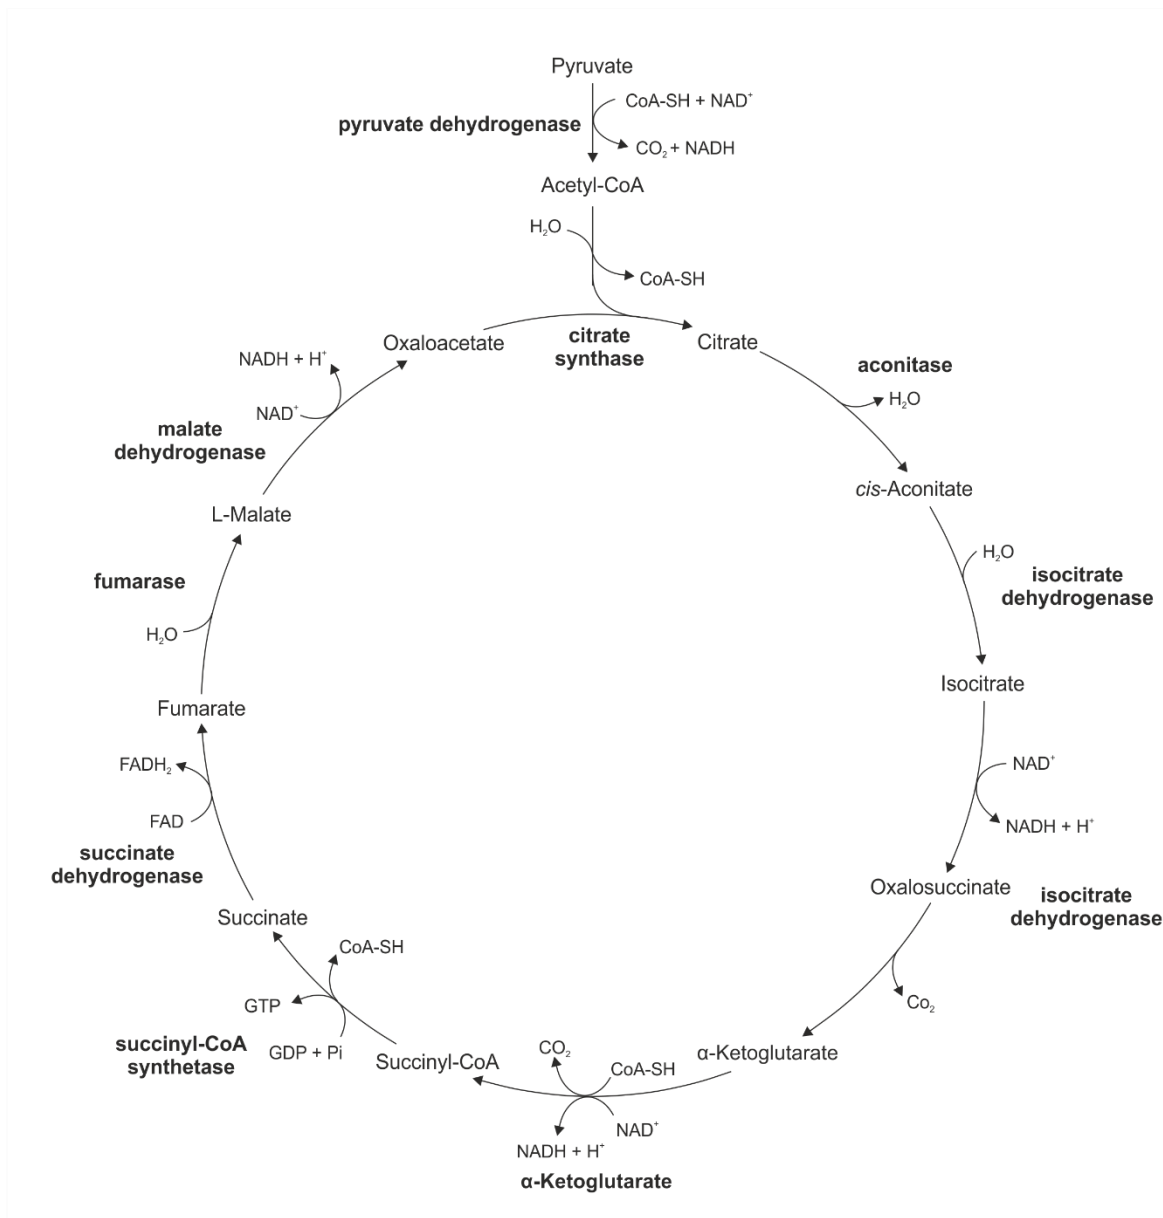 Pyruvate
CoA-SH + NAD⁺
pyruvate dehydrogenase
CO₂ + NADH
Acetyl-CoA
H₂O
CoA-SH
Oxaloacetate
citrate
synthase
Citrate
NADH + H⁺
NAD⁺
malate
dehydrogenase
aconitase
H₂O
cis-Aconitate
L-Malate
H₂O
isocitrate
dehydrogenase
fumarase
H₂O
Isocitrate
Fumarate
FADH₂
FAD
succinate
dehydrogenase
NAD⁺
NADH + H⁺
Oxalosuccinate
isocitrate
dehydrogenase
Succinate
CoA-SH
GTP
GDP + Pi
succinyl-CoA
synthetase
Co₂
α-Ketoglutarate
Succinyl-CoA
CO₂
CoA-SH
NAD⁺
NADH + H⁺
α-Ketoglutarate